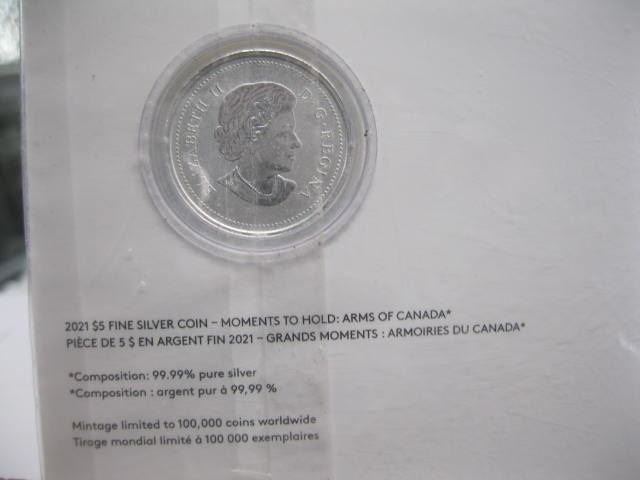 ELIZABETH II D·G·REGINA
2021 $5 FINE SILVER COIN – MOMENTS TO HOLD: ARMS OF CANADA*
PIÈCE DE 5 $ EN ARGENT FIN 2021 – GRANDS MOMENTS : ARMOIRIES DU CANADA*
*Composition: 99.99% pure silver
*Composition : argent pur à 99,99 %
Mintage limited to 100,000 coins worldwide
Tirage mondial limité à 100 000 exemplaires